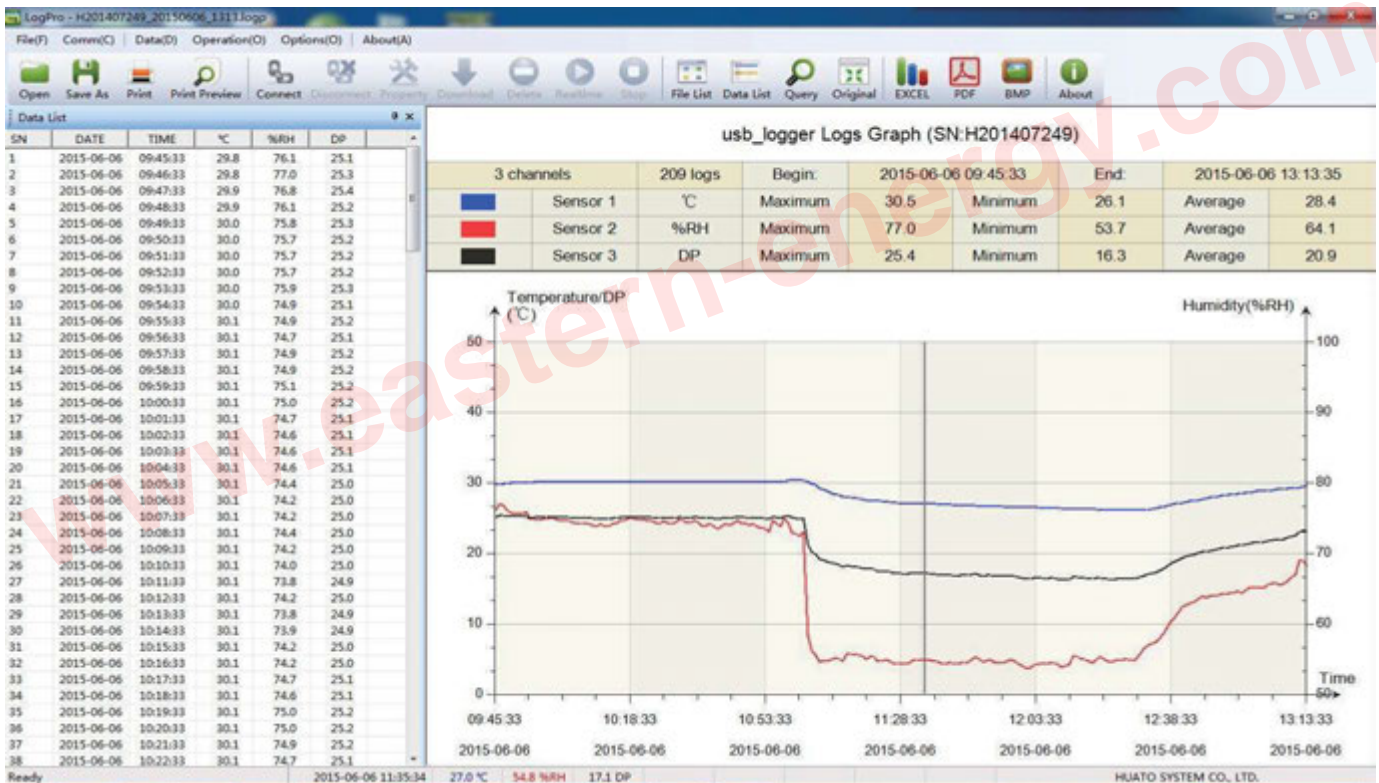 LogPro - H201407249_20150606_1313.logp
File(F) Comm(C) Data(D) Operation(O) Options(O) About(A)
Open Save As Print Print Preview Connect Disconnect Property Download Delete Realtime Stop File List Data List Query Original EXCEL PDF BMP About
Data List
SN DATE TIME ℃ %RH DP
1 2015-06-06 09:45:33 29.8 76.1 25.1
2 2015-06-06 09:46:33 29.8 77.0 25.3
3 2015-06-06 09:47:33 29.9 76.8 25.4
4 2015-06-06 09:48:33 29.9 76.1 25.2
5 2015-06-06 09:49:33 30.0 75.8 25.3
6 2015-06-06 09:50:33 30.0 75.7 25.2
7 2015-06-06 09:51:33 30.0 75.7 25.2
8 2015-06-06 09:52:33 30.0 75.7 25.2
9 2015-06-06 09:53:33 30.0 75.9 25.3
10 2015-06-06 09:54:33 30.0 74.9 25.1
11 2015-06-06 09:55:33 30.1 74.9 25.2
12 2015-06-06 09:56:33 30.1 74.7 25.1
13 2015-06-06 09:57:33 30.1 74.9 25.2
14 2015-06-06 09:58:33 30.1 74.9 25.2
15 2015-06-06 09:59:33 30.1 75.1 25.2
16 2015-06-06 10:00:33 30.1 75.0 25.2
17 2015-06-06 10:01:33 30.1 74.7 25.1
18 2015-06-06 10:02:33 30.1 74.6 25.1
19 2015-06-06 10:03:33 30.1 74.6 25.1
20 2015-06-06 10:04:33 30.1 74.6 25.1
21 2015-06-06 10:05:33 30.1 74.4 25.0
22 2015-06-06 10:06:33 30.1 74.2 25.0
23 2015-06-06 10:07:33 30.1 74.2 25.0
24 2015-06-06 10:08:33 30.1 74.4 25.0
25 2015-06-06 10:09:33 30.1 74.2 25.0
26 2015-06-06 10:10:33 30.1 74.0 25.0
27 2015-06-06 10:11:33 30.1 73.8 24.9
28 2015-06-06 10:12:33 30.1 74.2 25.0
29 2015-06-06 10:13:33 30.1 73.8 24.9
30 2015-06-06 10:14:33 30.1 73.9 24.9
31 2015-06-06 10:15:33 30.1 74.2 25.0
32 2015-06-06 10:16:33 30.1 74.2 25.0
33 2015-06-06 10:17:33 30.1 74.7 25.1
34 2015-06-06 10:18:33 30.1 74.6 25.1
35 2015-06-06 10:19:33 30.1 75.0 25.2
36 2015-06-06 10:20:33 30.1 75.0 25.2
37 2015-06-06 10:21:33 30.1 74.9 25.2
38 2015-06-06 10:22:33 30.1 74.7 25.1
usb_logger Logs Graph (SN:H201407249)
3 channels 209 logs Begin: 2015-06-06 09:45:33 End: 2015-06-06 13:13:35
Sensor 1 ℃ Maximum 30.5 Minimum 26.1 Average 28.4
Sensor 2 %RH Maximum 77.0 Minimum 53.7 Average 64.1
Sensor 3 DP Maximum 25.4 Minimum 16.3 Average 20.9
Temperature/DP
(℃)
Humidity(%RH)
50 100
40 90
30 80
20 70
10 60
Time
0 50
09:45:33 10:18:33 10:53:33 11:28:33 12:03:33 12:38:33 13:13:33
2015-06-06 2015-06-06 2015-06-06 2015-06-06 2015-06-06 2015-06-06 2015-06-06
Ready 2015-06-06 11:35:34 27.0 ℃ 54.8 %RH 17.1 DP HUATO SYSTEM CO., LTD.
www.eastern-energy.com